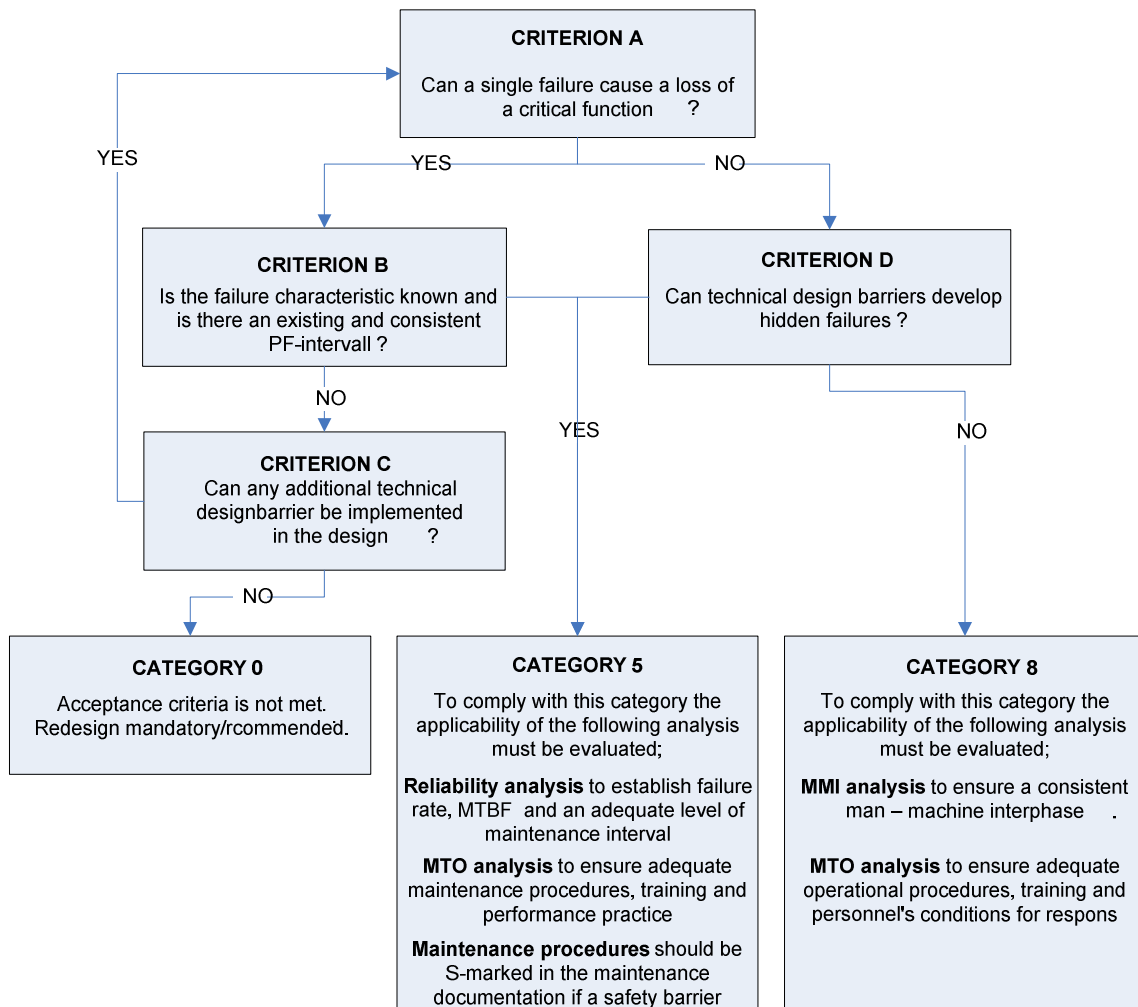 CRITERION A
Can a single failure cause a loss of
a critical function ?
YES
YES
NO
CRITERION B
Is the failure characteristic known and
is there an existing and consistent
PF-intervall ?
CRITERION D
Can technical design barriers develop
hidden failures ?
NO
YES
NO
CRITERION C
Can any additional technical
designbarrier be implemented
in the design ?
NO
CATEGORY 0
Acceptance criteria is not met.
Redesign mandatory/rcommended.
CATEGORY 5
To comply with this category the
applicability of the following analysis
must be evaluated;
Reliability analysis to establish failure
rate, MTBF and an adequate level of
maintenance interval
MTO analysis to ensure adequate
maintenance procedures, training and
performance practice
Maintenance procedures should be
S-marked in the maintenance
documentation if a safety barrier
CATEGORY 8
To comply with this category the
applicability of the following analysis
must be evaluated;
MMI analysis to ensure a consistent
man – machine interphase .
MTO analysis to ensure adequate
operational procedures, training and
personnel's conditions for respons